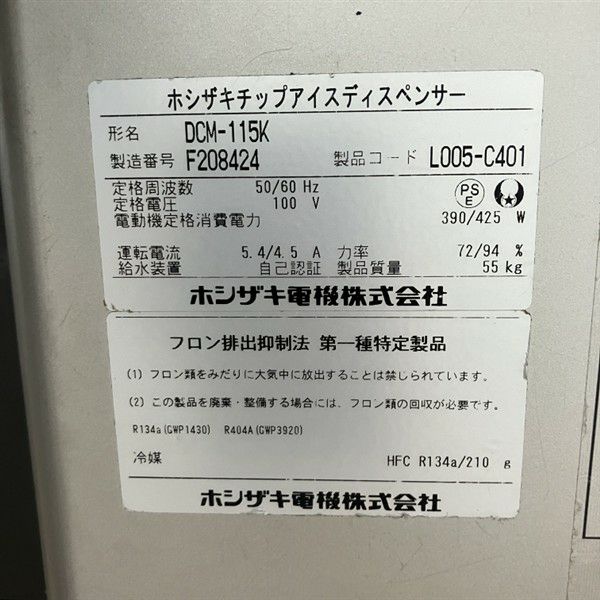 ホシザキチップアイスディスペンサー
形名 DCM-115K
製造番号 F208424 製品コード L005-C401
定格周波数 50/60 Hz
定格電圧 100 V
PS E
電動機定格消費電力 390/425 W
運転電流 5.4/4.5 A 力率 72/94 %
給水装置 自己認証 製品質量 55 kg
ホシザキ電機株式会社
フロン排出抑制法 第一種特定製品
(1) フロン類をみだりに大気中に放出することは禁じられています。
(2) この製品を廃棄・整備する場合には、フロン類の回収が必要です。
R134a(GWP1430) R404A(GWP3920)
冷媒 HFC R134a/210 g
ホシザキ電機株式会社